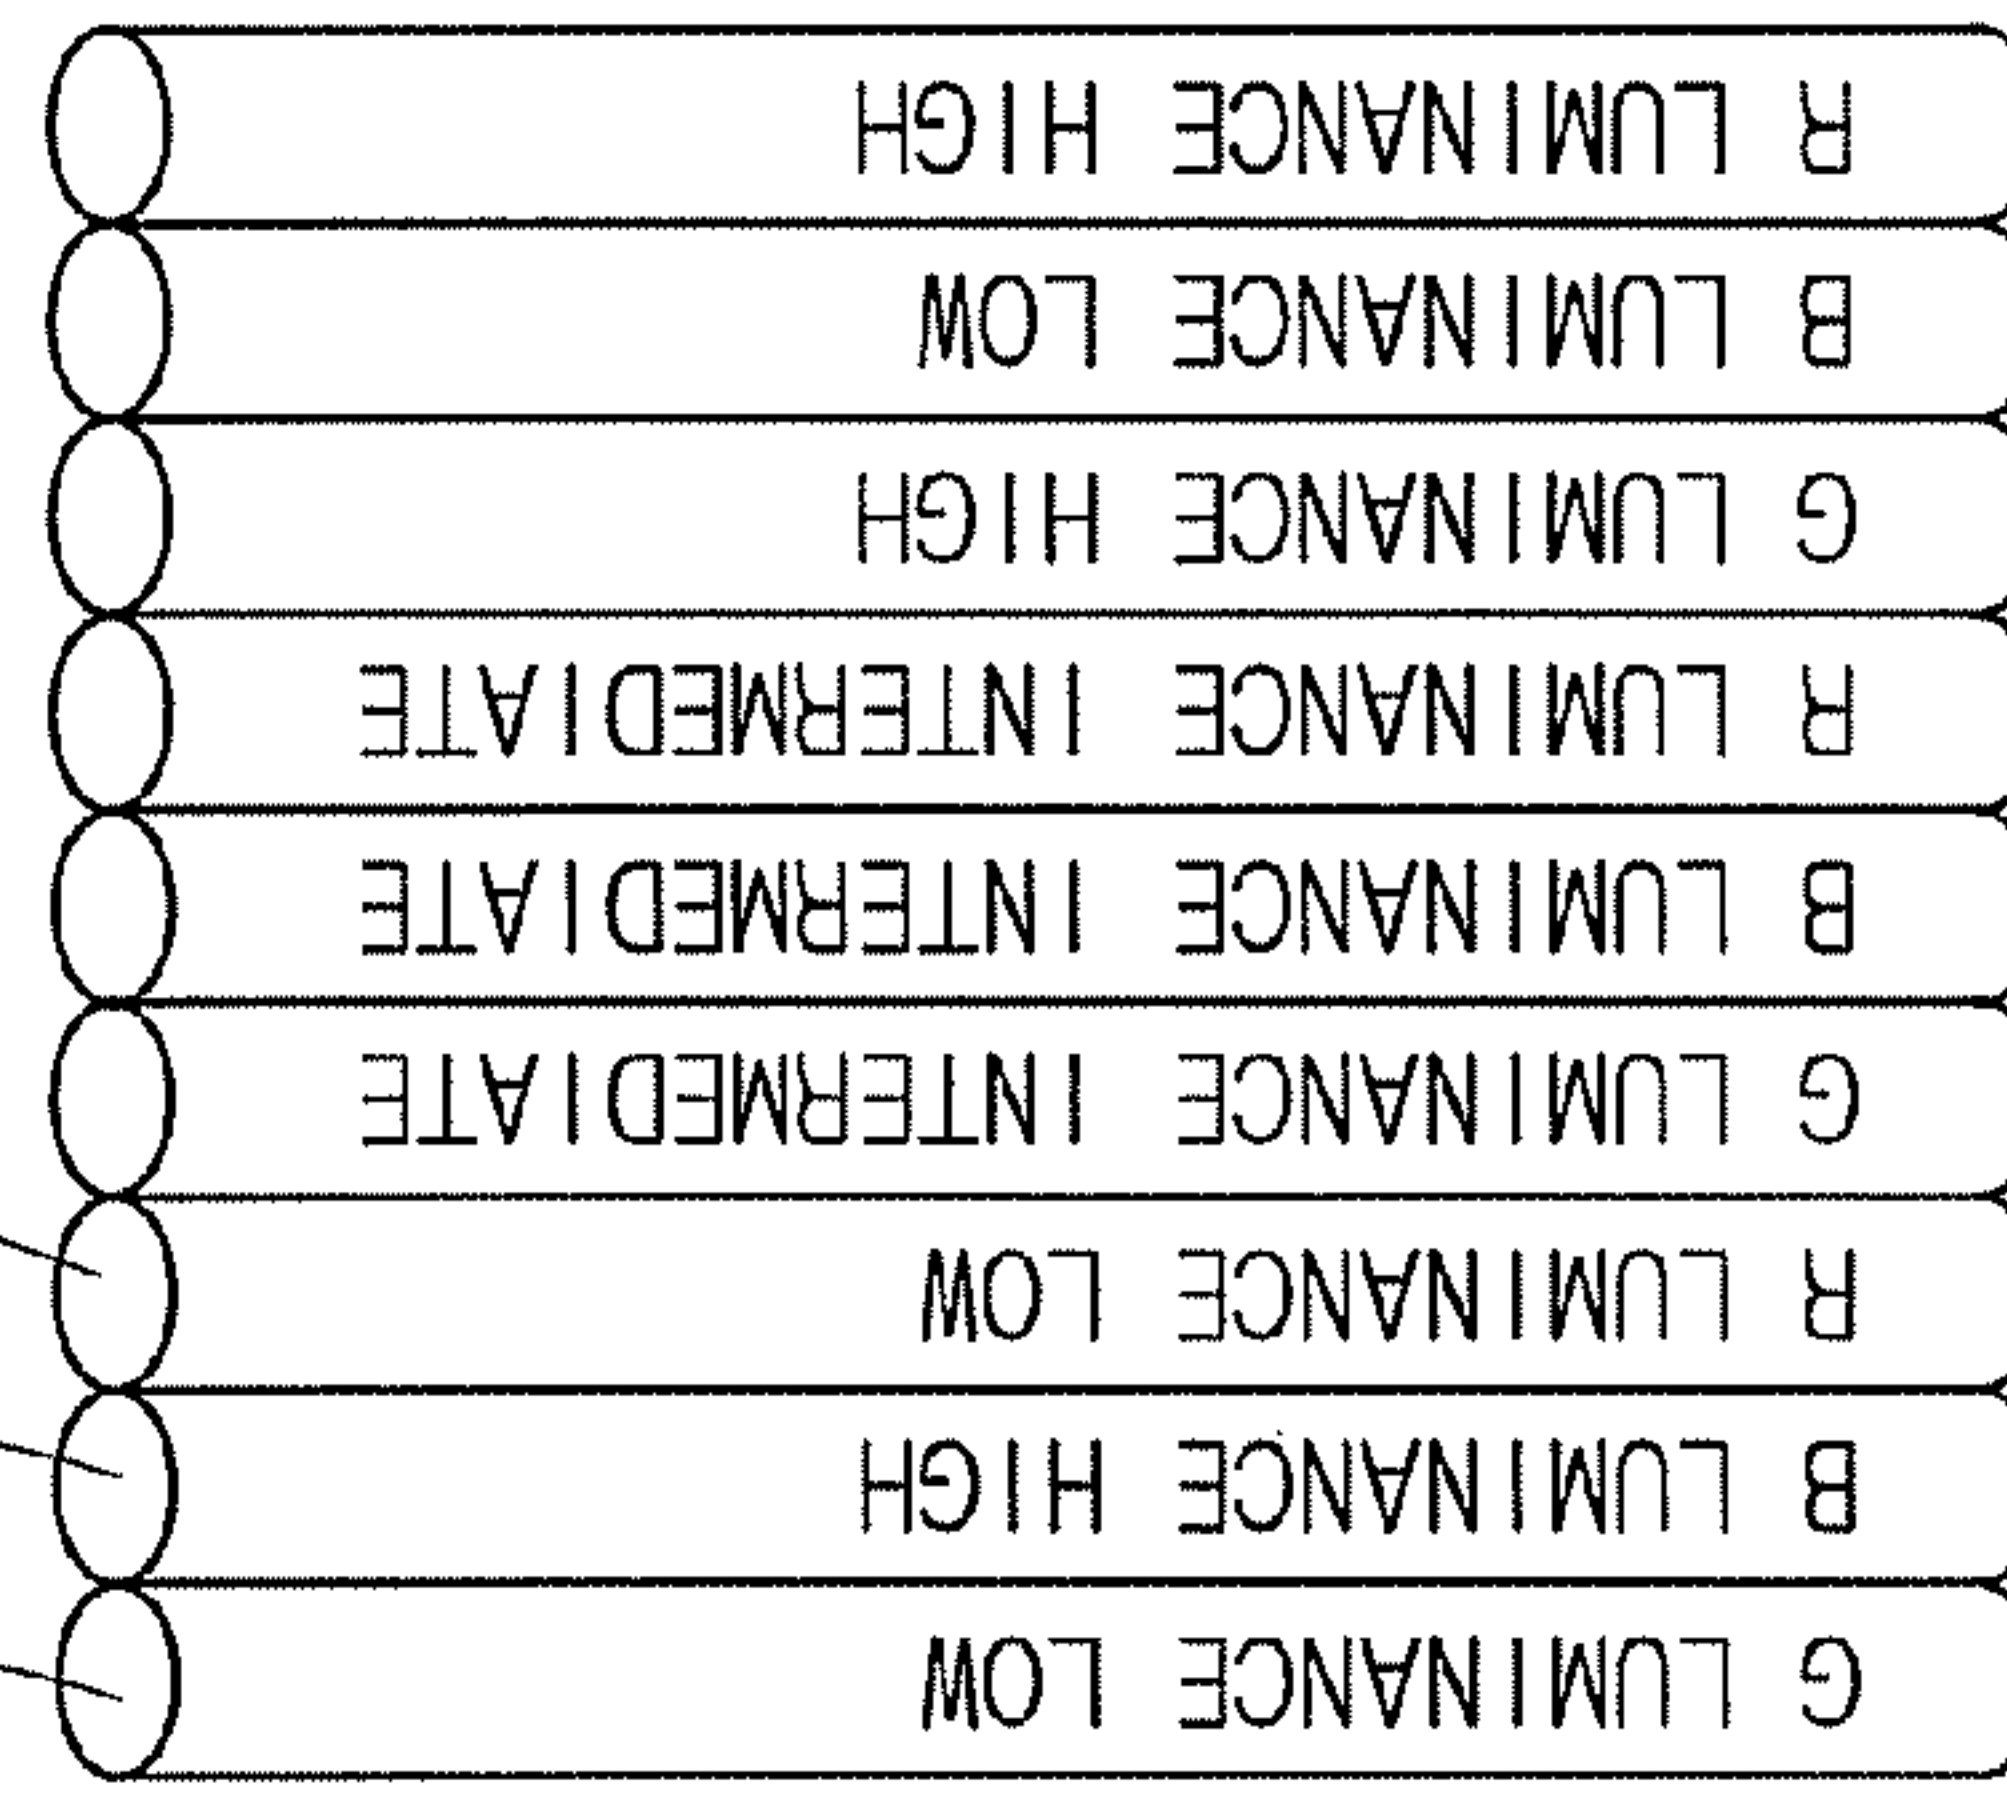 G LUMINANCE LOW
B LUMINANCE HIGH
R LUMINANCE LOW
G LUMINANCE INTERMEDIATE
B LUMINANCE INTERMEDIATE
R LUMINANCE INTERMEDIATE
G LUMINANCE HIGH
B LUMINANCE LOW
R LUMINANCE HIGH